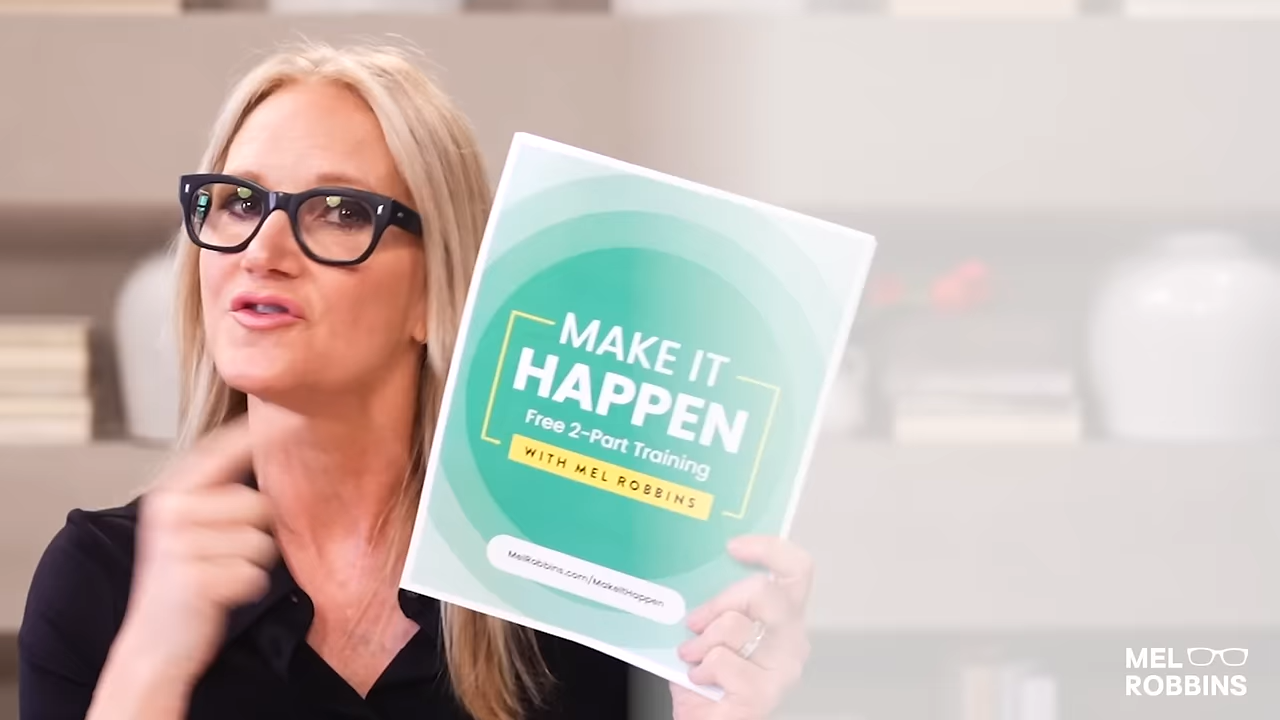 MAKE IT
HAPPEN
Free 2-Part Training
WITH MEL ROBBINS
MelRobbins.com/MakeItHappen
MEL
ROBBINS